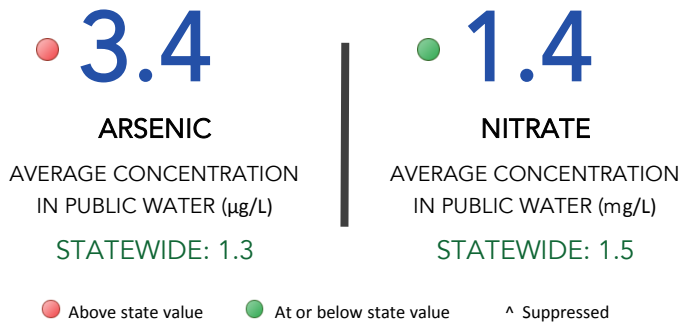 3.4
ARSENIC
AVERAGE CONCENTRATION
IN PUBLIC WATER (µg/L)
STATEWIDE: 1.3
1.4
NITRATE
AVERAGE CONCENTRATION
IN PUBLIC WATER (mg/L)
STATEWIDE: 1.5
Above state value
At or below state value
^ Suppressed